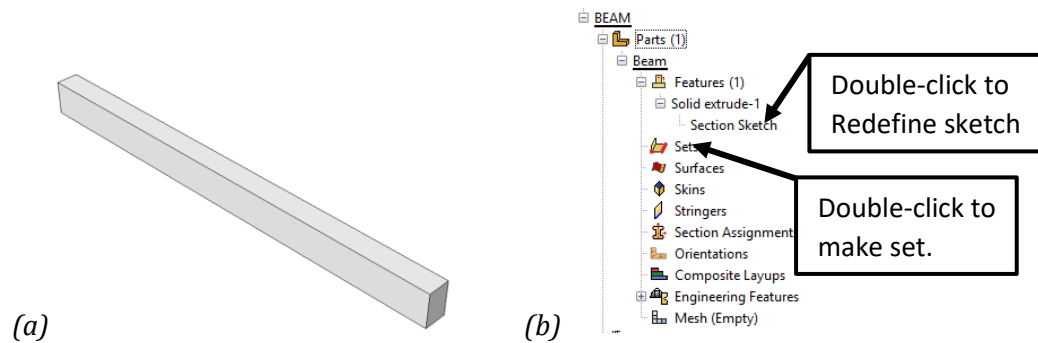 BEAM
Parts (1)
Beam
Features (1)
Solid extrude-1
Section Sketch
Sets
Surfaces
Skins
Stringers
Section Assignment
Orientations
Composite Layups
Engineering Features
Mesh (Empty)
Double-click to
Redefine sketch
Double-click to
make set.
(a)
(b)